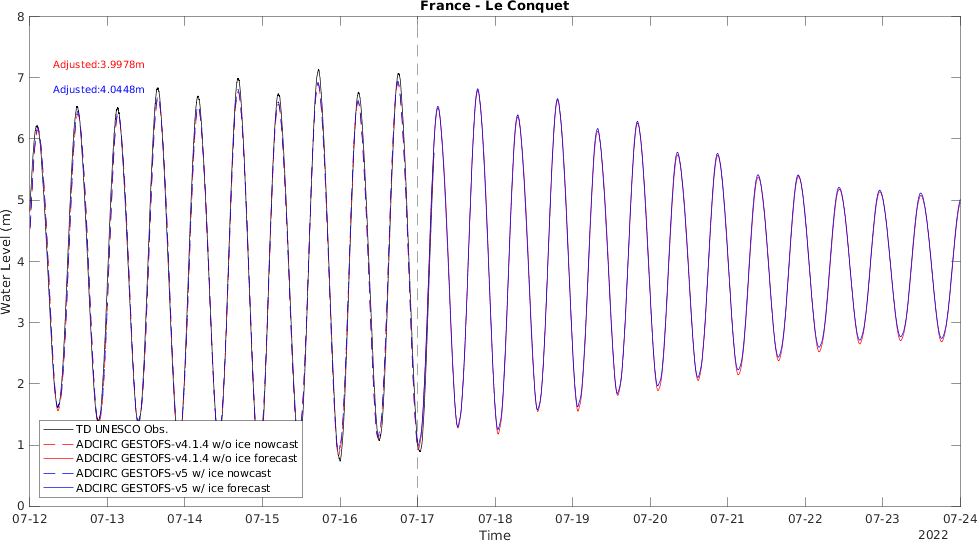 France - Le Conquet
8
7
6
5
4
3
2
1
0
Water Level (m)
Adjusted:3.9978m
Adjusted:4.0448m
TD UNESCO Obs.
ADCIRC GESTOFS-v4.1.4 w/o ice nowcast
ADCIRC GESTOFS-v4.1.4 w/o ice forecast
ADCIRC GESTOFS-v5 w/ ice nowcast
ADCIRC GESTOFS-v5 w/ ice forecast
07-12 07-13 07-14 07-15 07-16 07-17 07-18 07-19 07-20 07-21 07-22 07-23 07-24
Time
2022